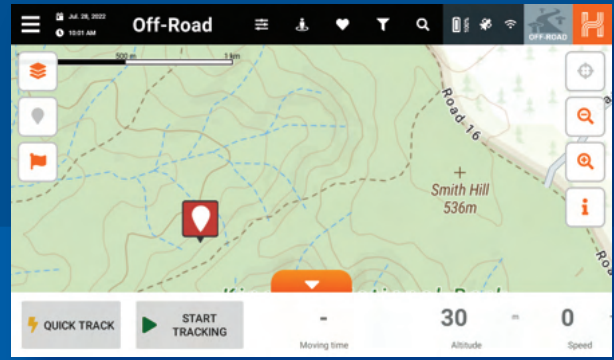 Jul. 28, 2022
10:01 AM
Off-Road
OFF-ROAD
500 m
1 km
Road 16
Smith Hill
536m
QUICK TRACK
START
TRACKING
-
Moving time
30
m
Altitude
0
Speed